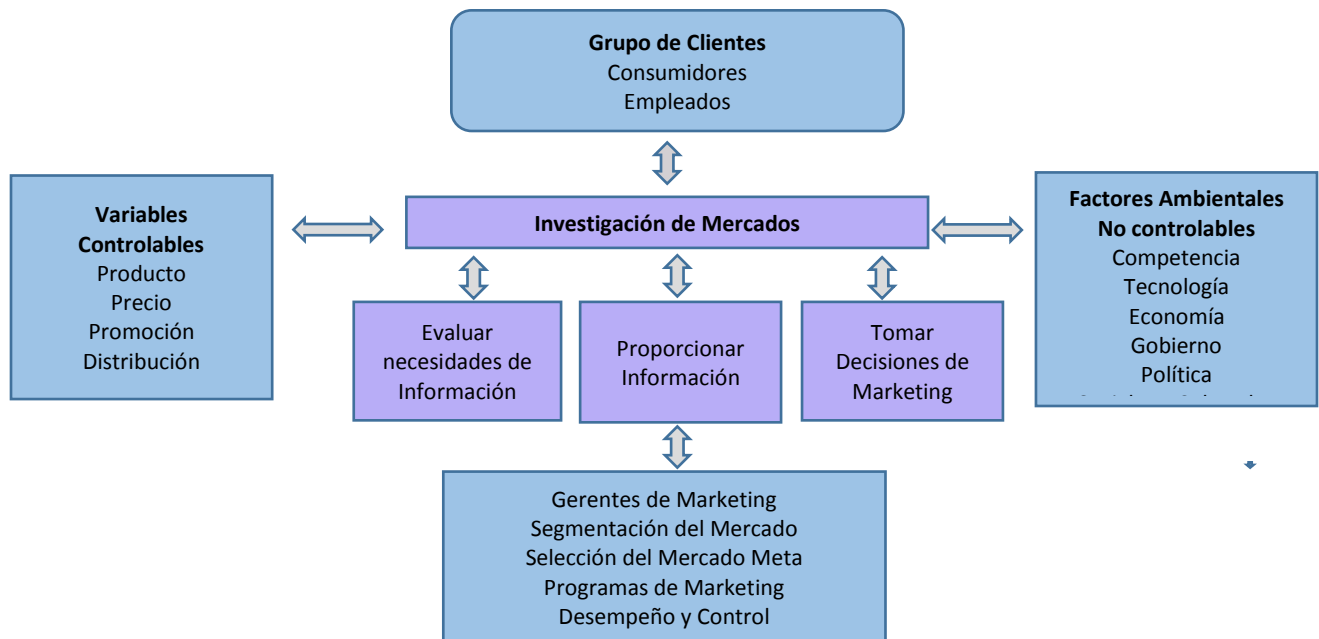 Grupo de Clientes
Consumidores
Empleados
Variables
Controlables
Producto
Precio
Promoción
Distribución
Investigación de Mercados
Factores Ambientales
No controlables
Competencia
Tecnología
Economía
Gobierno
Política
Evaluar
necesidades de
Información
Proporcionar
Información
Tomar
Decisiones de
Marketing
Gerentes de Marketing
Segmentación del Mercado
Selección del Mercado Meta
Programas de Marketing
Desempeño y Control